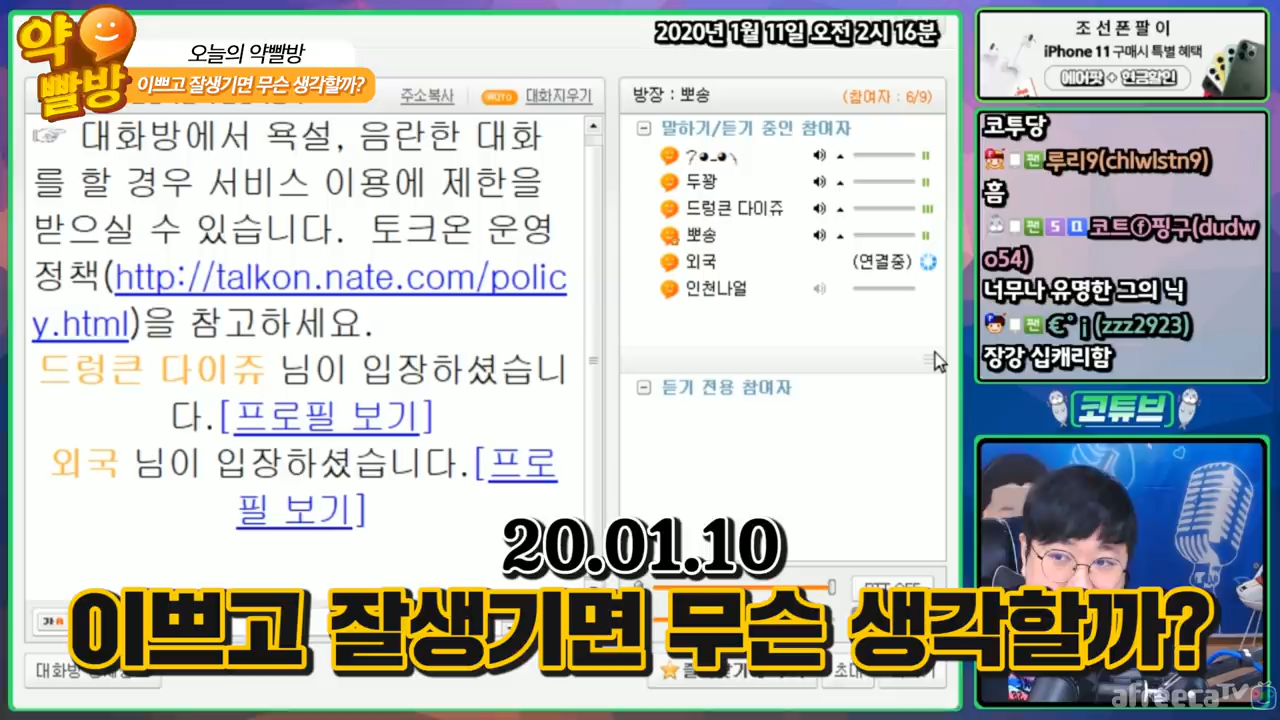 약빵방
오늘의 약빵방
이쁘고 잘생기면 무슨 생각할까?
2020년 1월 11일 오전 2시 16분
주소복사
AUTO
대화지우기
☞ 대화방에서 욕설, 음란한 대화
를 할 경우 서비스 이용에 제한을
받으실 수 있습니다. 토크온 운영
정책(http://talkon.nate.com/polic
y.html)을 참고하세요.
드렁큰 다이쥬 님이 입장하셨습니
다.[프로필 보기]
외국 님이 입장하셨습니다.[프로
필 보기]
방장 : 뽀송
(참여자 : 6/9)
말하기/듣기 중인 참여자
두꽝
드렁큰 다이쥬
뽀송
외국 (연결중)
인천나얼
듣기 전용 참여자
조선폰팔이
iPhone 11 구매시 특별 혜택
에어팟 + 현금할인
코투당
팬 루리9(chlwlstn9)
흠
팬 S Q 코트ⓕ핑구(dudw
o54)
너무나 유명한 그의 닉
팬 €˚¡(zzz2923)
장강 십캐리함
코튜브
20.01.10
이쁘고 잘생기면 무슨 생각할까?
대화방
afreecaTV